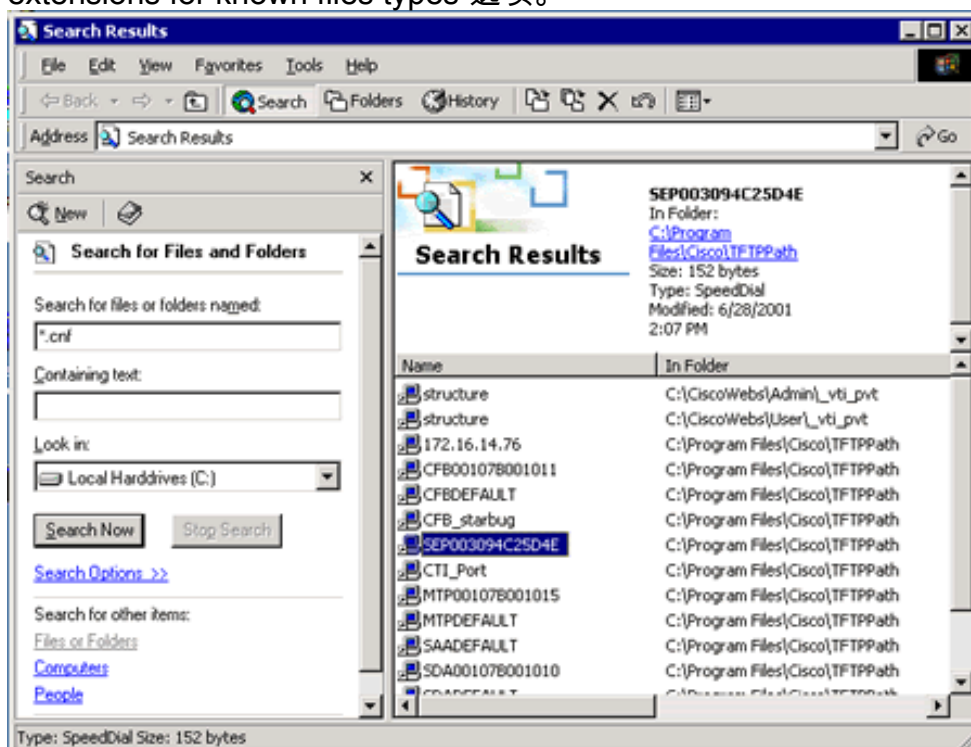 extensions for known files types 选项。
Search Results
File Edit View Favorites Tools Help
Back Search Folders History
Address Search Results Go
Search
New
Search for Files and Folders
Search for files or folders named:
*.cnf
Containing text:
Look in:
Local Harddrives (C:)
Search Now Stop Search
Search Options >>
Search for other items:
Files or Folders
Computers
People
Search Results
SEP003094C25D4E
In Folder:
C:\Program
Files\Cisco\TFTPPath
Size: 152 bytes
Type: SpeedDial
Modified: 6/28/2001
2:07 PM
Name In Folder
structure C:\CiscoWebs\Admin\_vti_pvt
structure C:\CiscoWebs\User\_vti_pvt
172.16.14.76 C:\Program Files\Cisco\TFTPPath
CFB001078001011 C:\Program Files\Cisco\TFTPPath
CFBDEFAULT C:\Program Files\Cisco\TFTPPath
CFB_starbug C:\Program Files\Cisco\TFTPPath
SEP003094C25D4E C:\Program Files\Cisco\TFTPPath
CTI_Port C:\Program Files\Cisco\TFTPPath
MTP001078001015 C:\Program Files\Cisco\TFTPPath
MTPDEFAULT C:\Program Files\Cisco\TFTPPath
SAADEFAULT C:\Program Files\Cisco\TFTPPath
SDA001078001010 C:\Program Files\Cisco\TFTPPath
Type: SpeedDial Size: 152 bytes